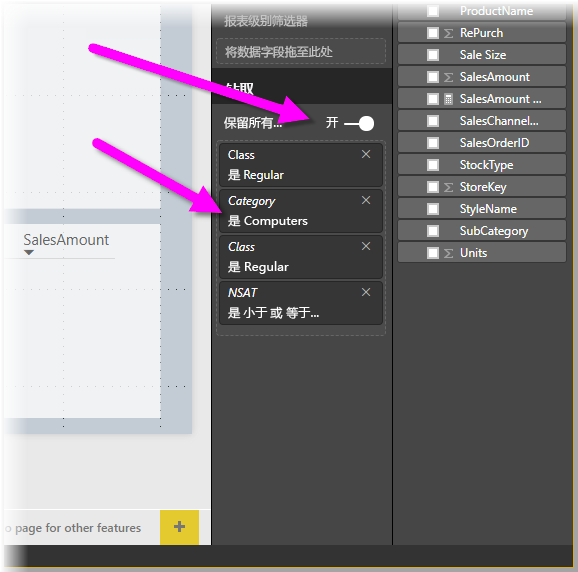 SalesAmount
o page for other features
+
报表级别筛选器
将数据字段拖至此处
钻取
保留所有...
开
Class
是 Regular
Category
是 Computers
Class
是 Regular
NSAT
是 小于 或 等于...
ProductName
RePurch
Sale Size
SalesAmount
SalesAmount ...
SalesChannel...
SalesOrderID
StockType
StoreKey
StyleName
SubCategory
Units